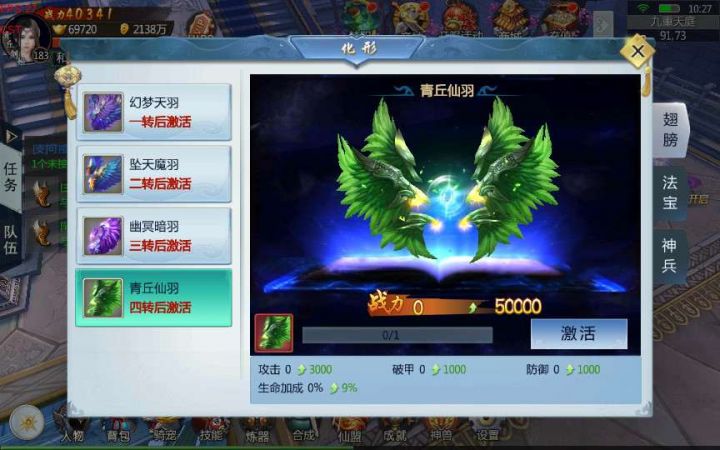 战力40341
69720
2138万
183
10:27
九重天庭
91,73
化形
幻梦天羽
一转后激活
坠天魔羽
二转后激活
幽冥暗羽
三转后激活
青丘仙羽
四转后激活
青丘仙羽
战力 0
50000
0/1
激活
攻击 0 3000
破甲 0 1000
防御 0 1000
生命加成 0% 9%
翅膀
法宝
神兵
任务
队伍
开启
人物
背包
骑宠
技能
炼器
合成
仙盟
成就
神兽
设置